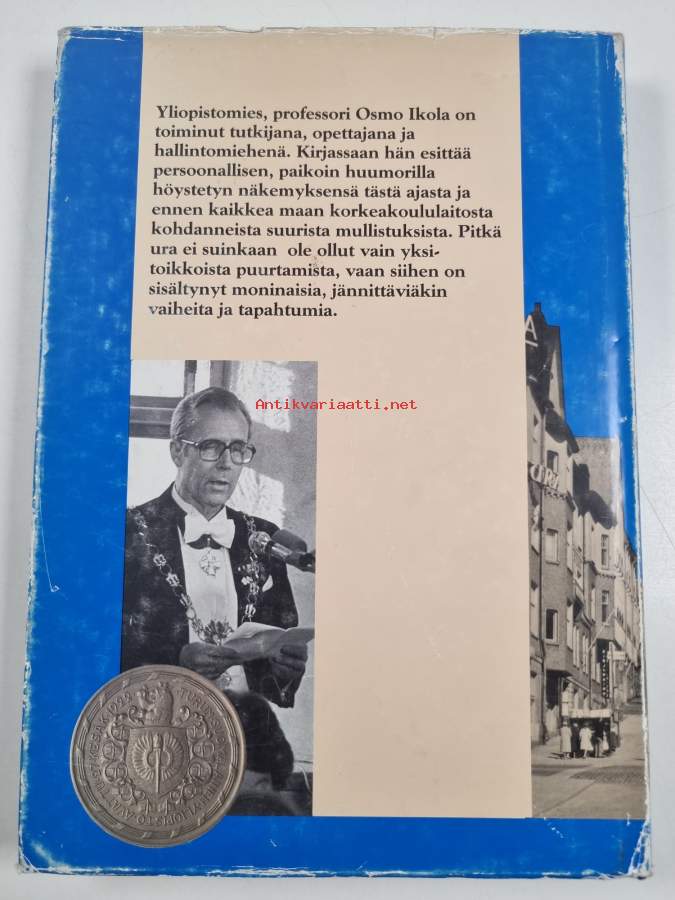 Yliopistomies, professori Osmo Ikola on
toiminut tutkijana, opettajana ja
hallintomiehenä. Kirjassaan hän esittää
persoonallisen, paikoin huumorilla
höystetyn näkemyksensä tästä ajasta ja
ennen kaikkea maan korkeakoululaitosta
kohdanneista suurista mullistuksista. Pitkä
ura ei suinkaan ole ollut vain yksi-
toikkoista puurtamista, vaan siihen on
sisältynyt moninaisia, jännittäviäkin
vaiheita ja tapahtumia.
Antikvariaatti.net